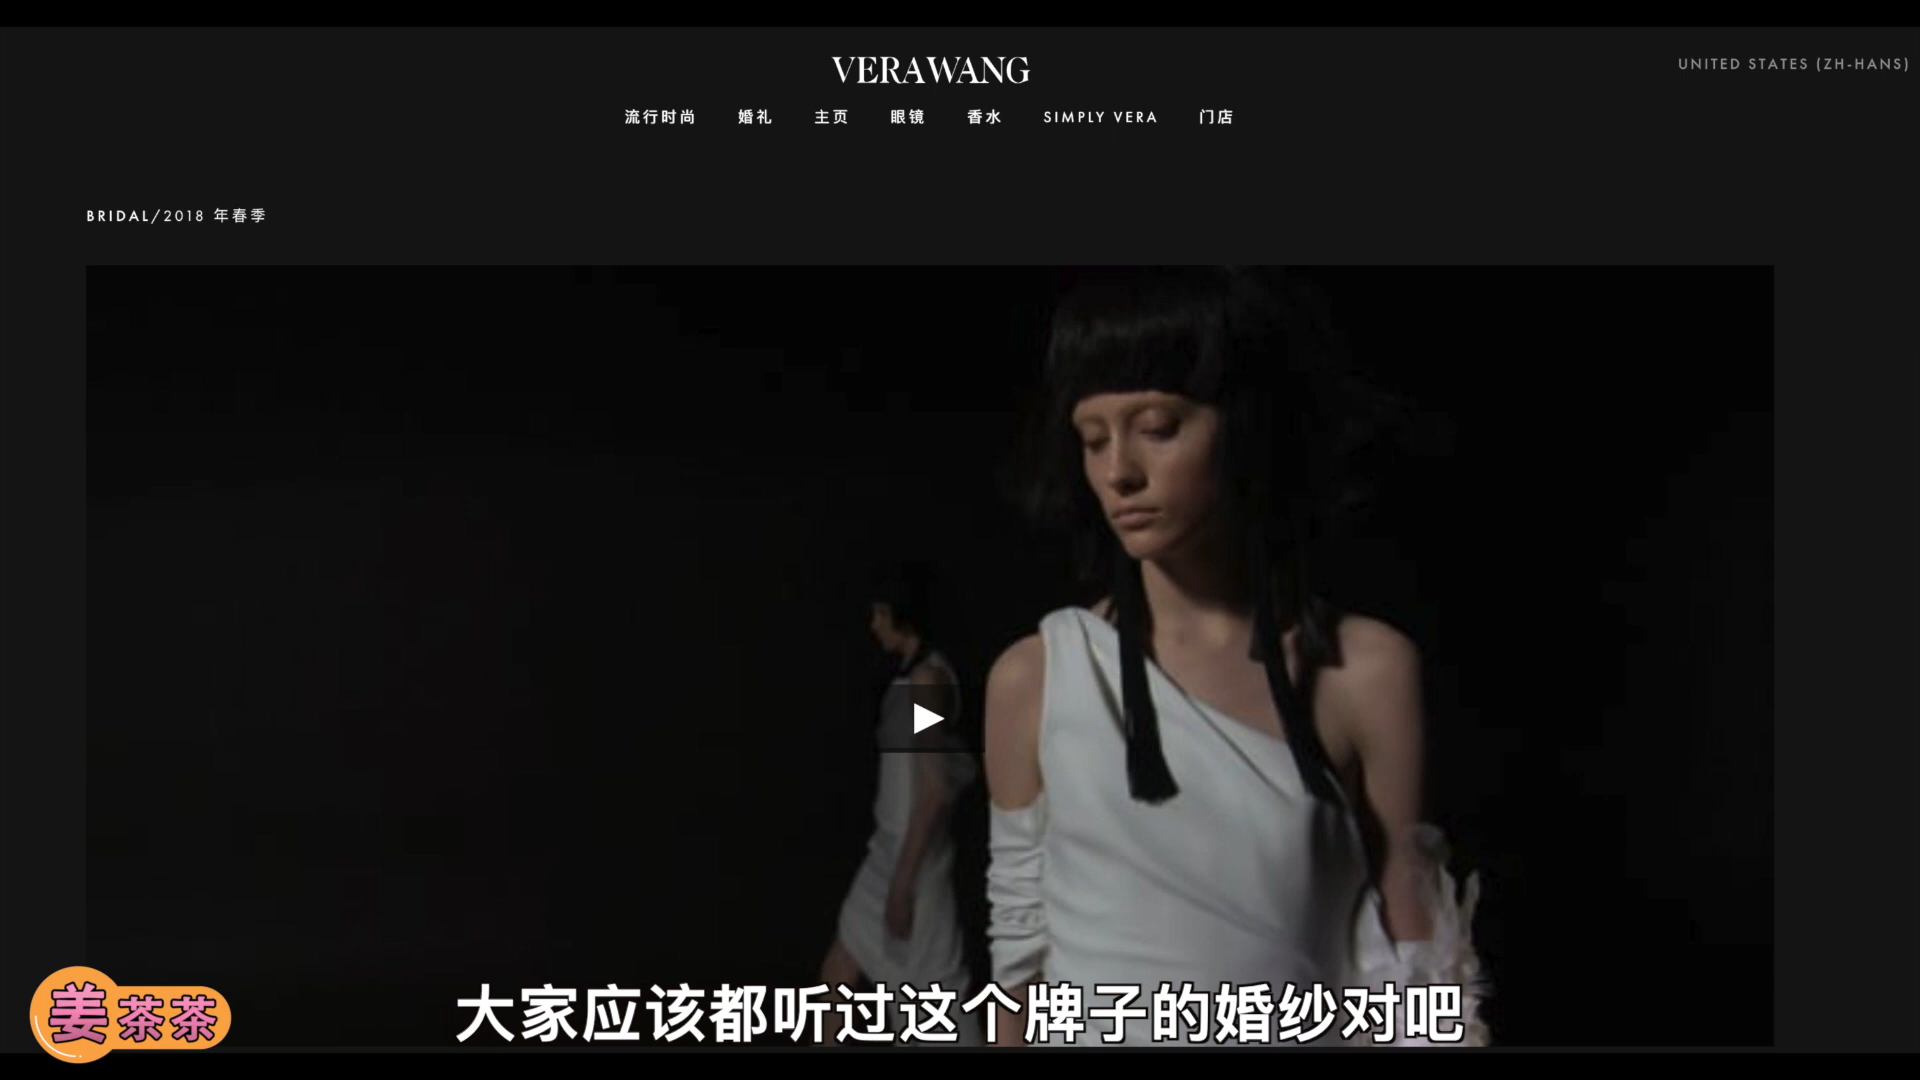 VERAWANG
UNITED STATES (ZH-HANS)
流行时尚 婚礼 主页 眼镜 香水 SIMPLY VERA 门店
BRIDAL/2018 年春季
大家应该都听过这个牌子的婚纱对吧
姜茶茶